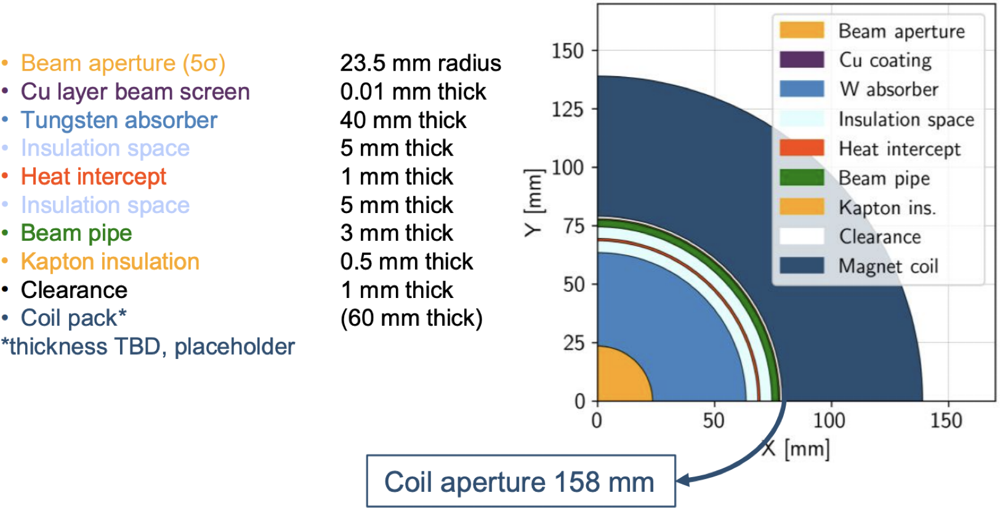 • Beam aperture (5σ) 23.5 mm radius
• Cu layer beam screen 0.01 mm thick
• Tungsten absorber 40 mm thick
• Insulation space 5 mm thick
• Heat intercept 1 mm thick
• Insulation space 5 mm thick
• Beam pipe 3 mm thick
• Kapton insulation 0.5 mm thick
• Clearance 1 mm thick
• Coil pack* (60 mm thick)
*thickness TBD, placeholder
Y [mm]
150
125
100
75
50
25
0
0 50 100 150
X [mm]
Beam aperture
Cu coating
W absorber
Insulation space
Heat intercept
Beam pipe
Kapton ins.
Clearance
Magnet coil
Coil aperture 158 mm